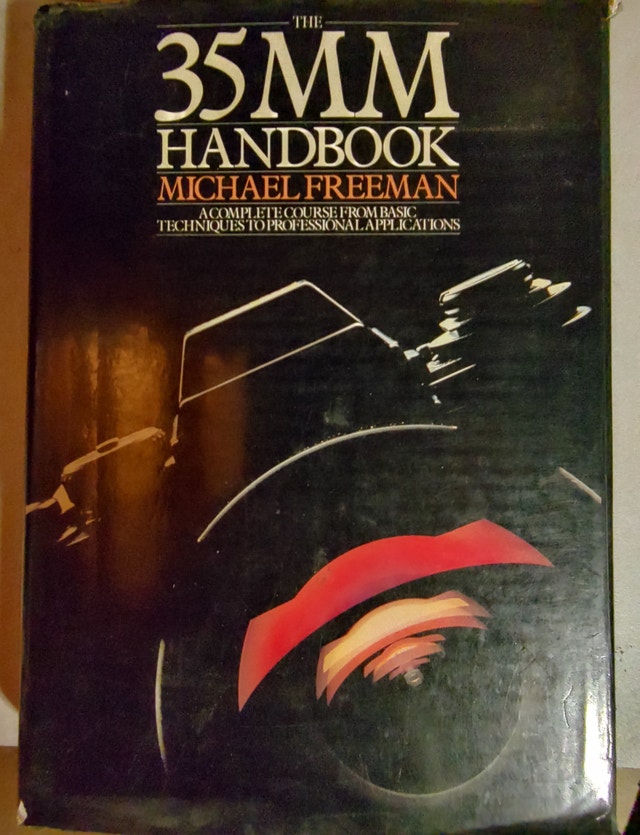 THE
35MM
HANDBOOK
MICHAEL FREEMAN
A COMPLETE COURSE FROM BASIC
TECHNIQUES TO PROFESSIONAL APPLICATIONS